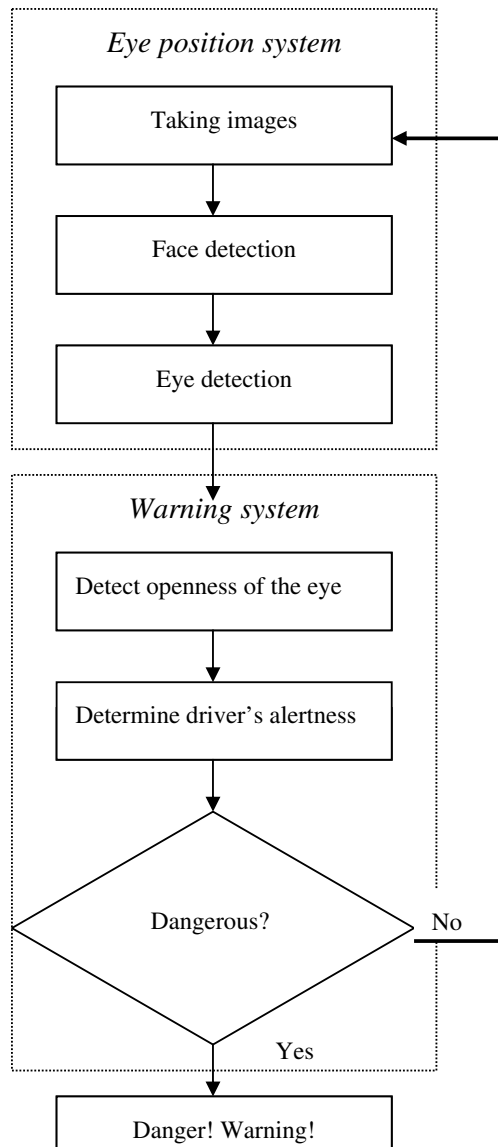 Eye position system
Taking images
Face detection
Eye detection
Warning system
Detect openness of the eye
Determine driver’s alertness
Dangerous?
No
Yes
Danger! Warning!